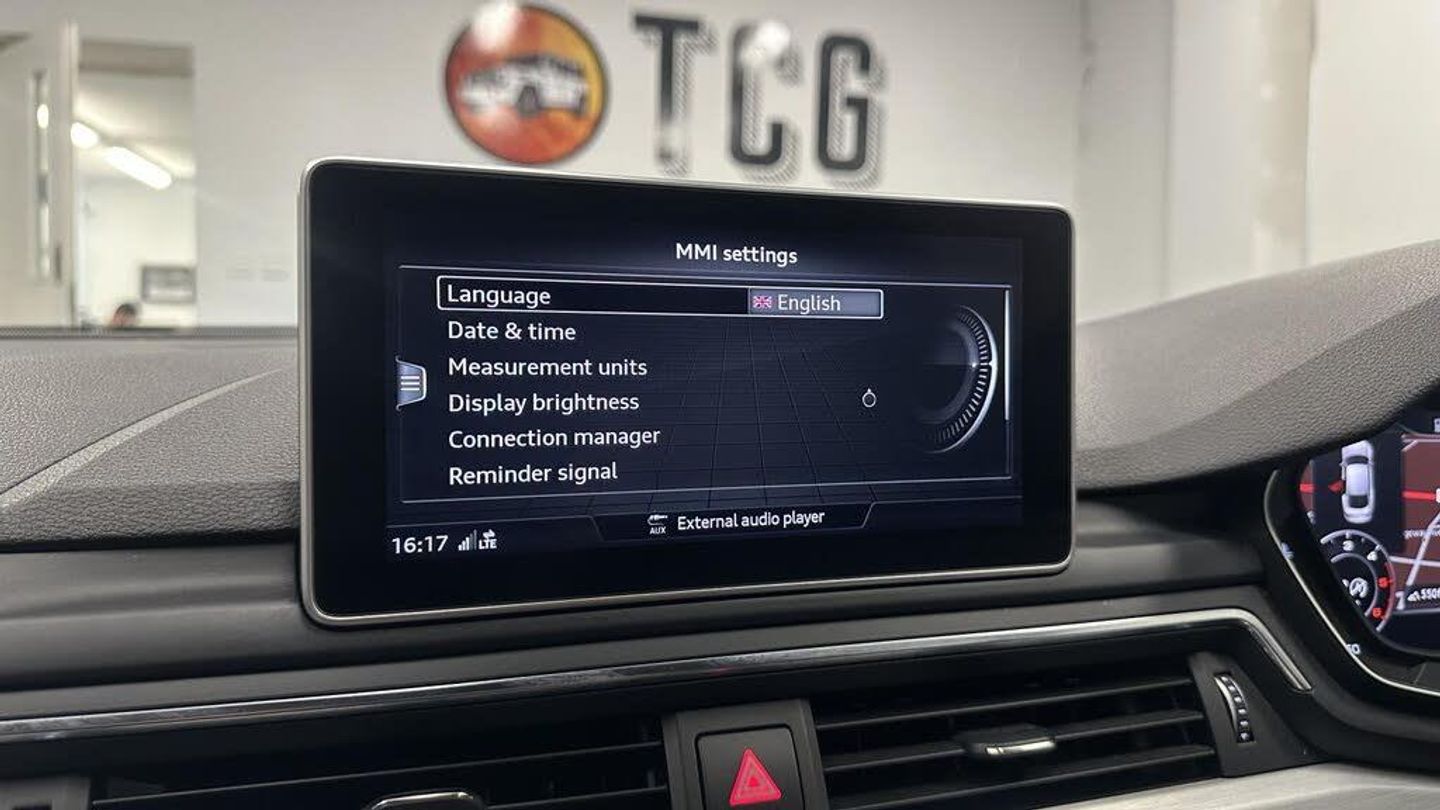 TCG
MMI settings
Language English
Date & time
Measurement units
Display brightness
Connection manager
Reminder signal
AUX External audio player
16:17 LTE